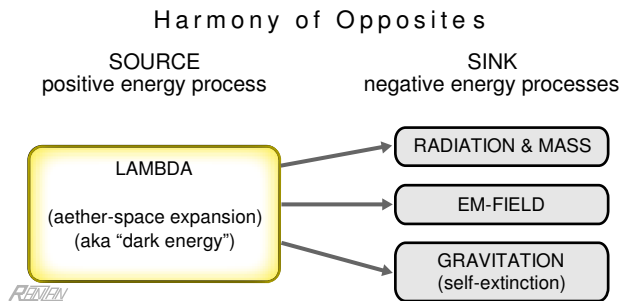 Harmony of Opposites
SOURCE
positive energy process
SINK
negative energy processes
LAMBDA
(aether-space expansion)
(aka “dark energy”)
RADIATION & MASS
EM-FIELD
GRAVITATION
(self-extinction)